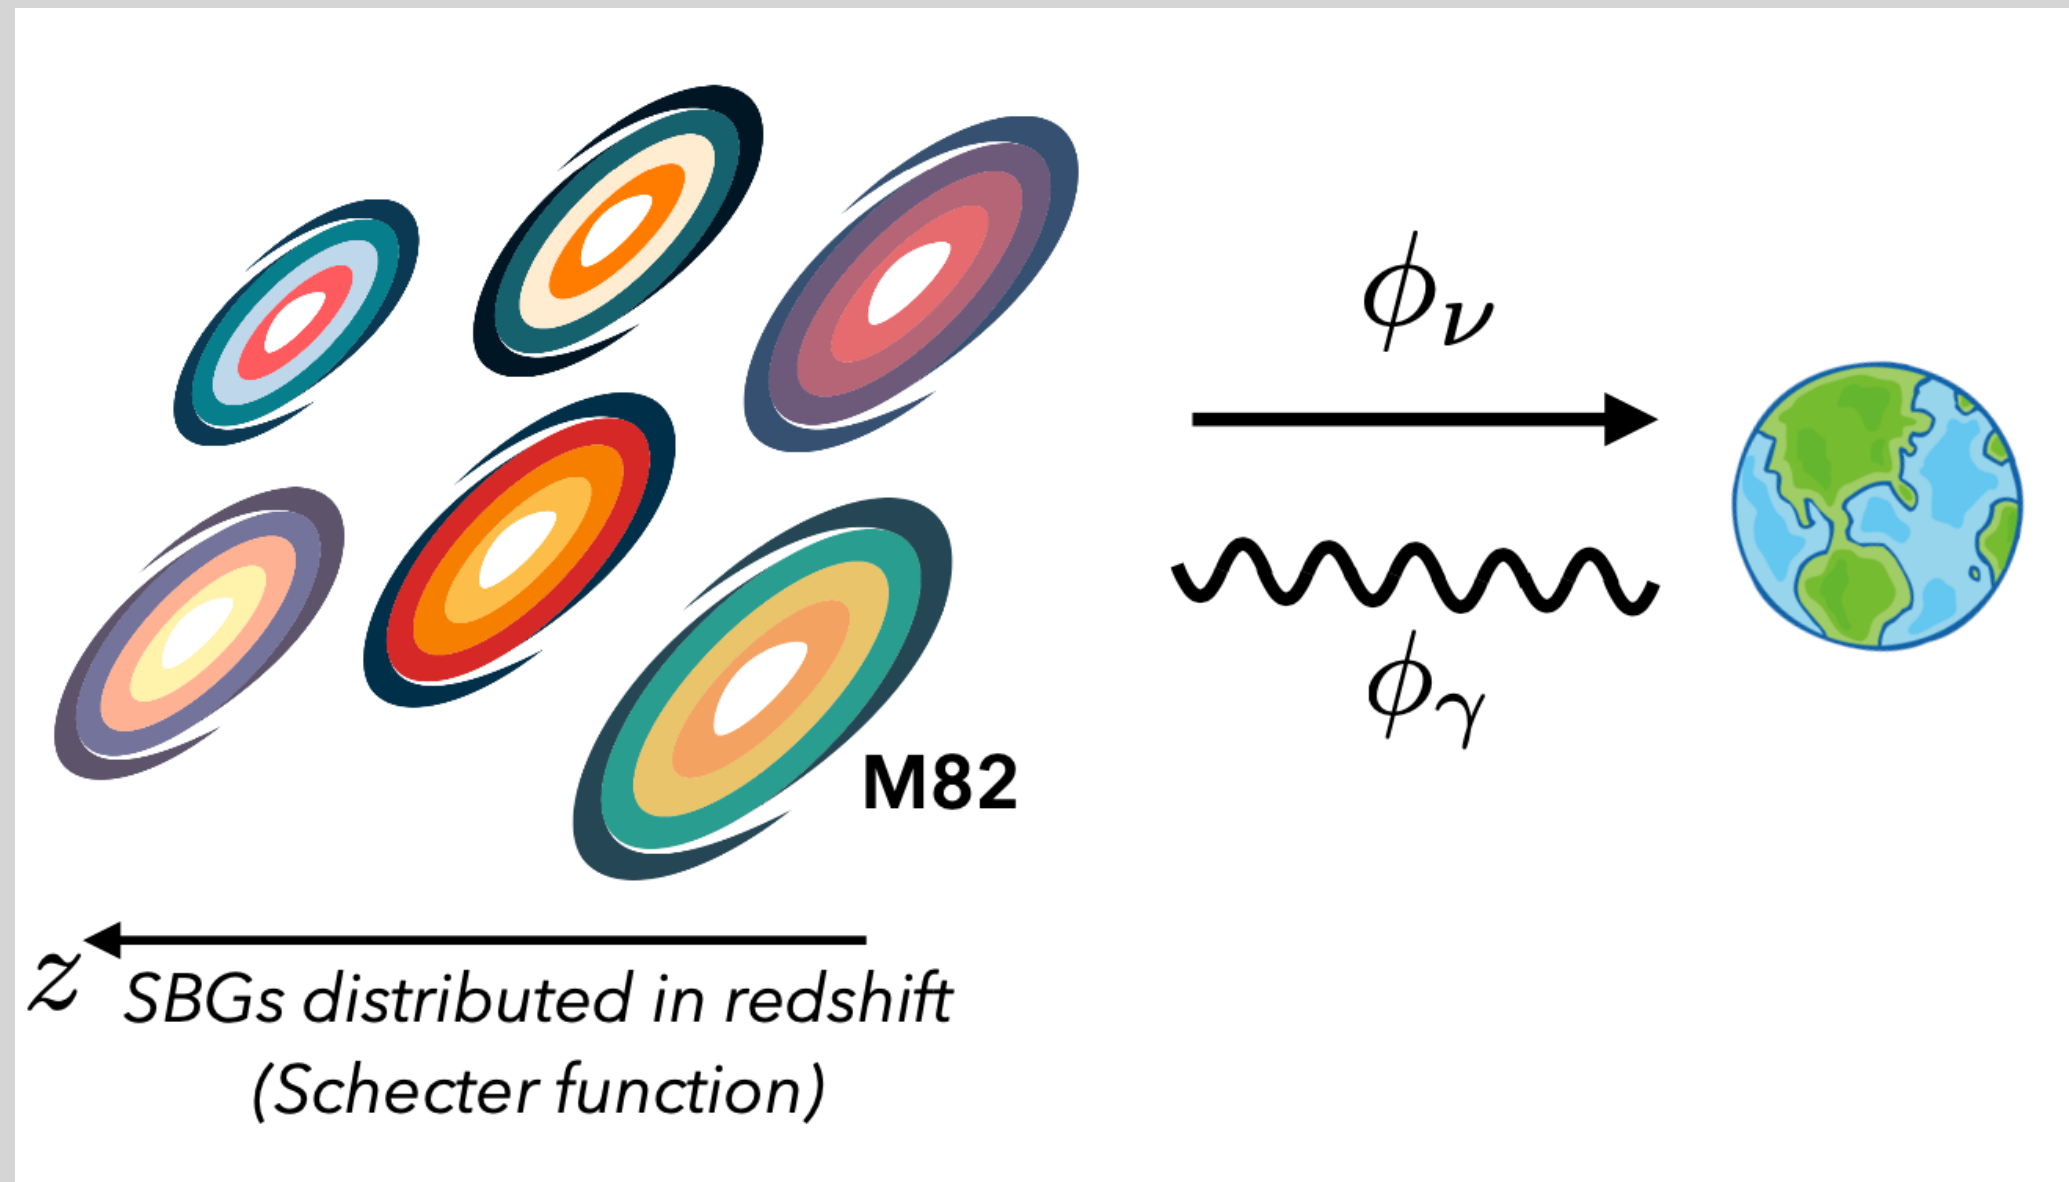 ϕν
ϕγ
M82
z
SBGs distributed in redshift
(Schecter function)